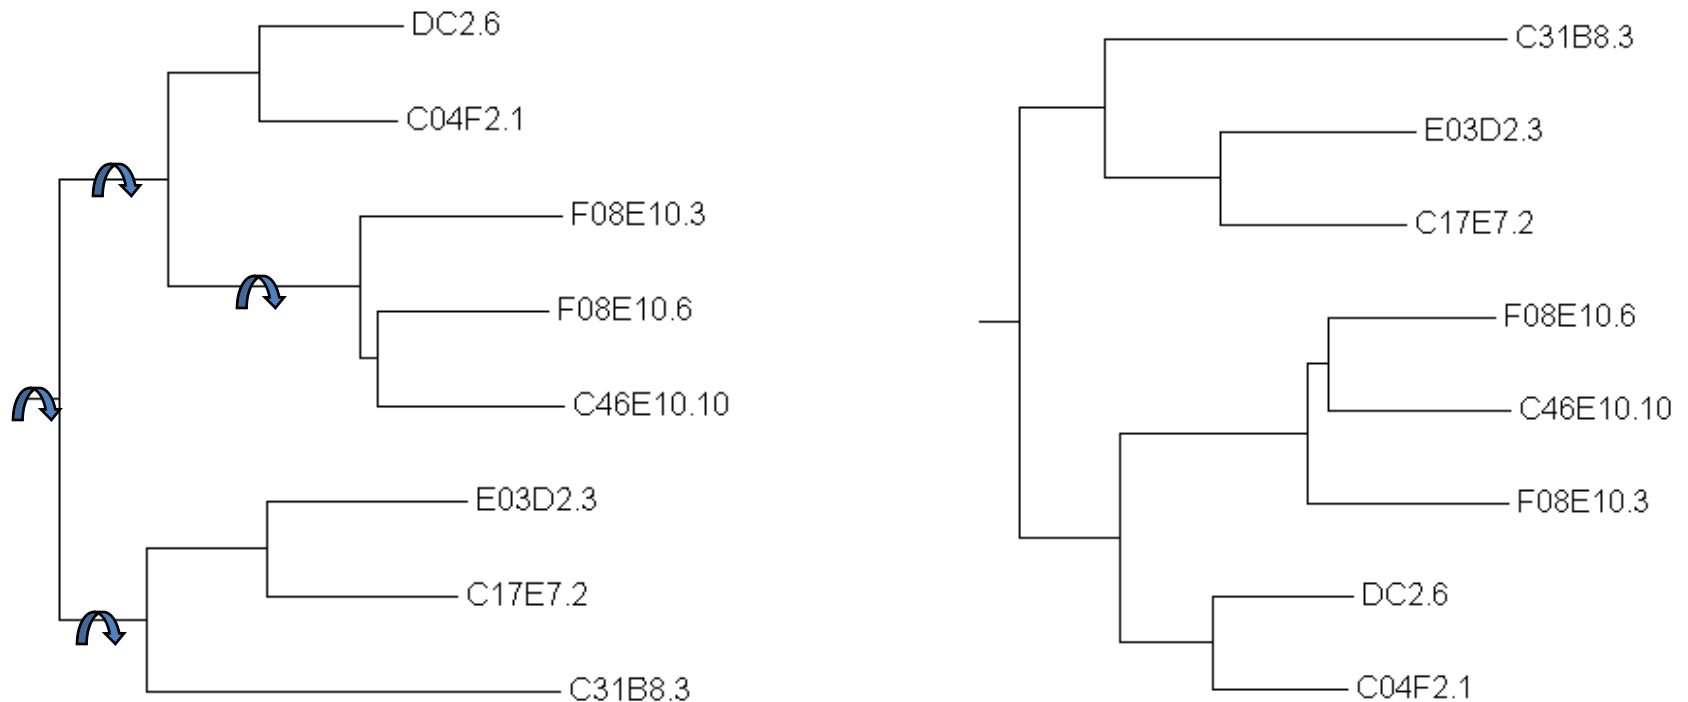 DC2.6
C04F2.1
F08E10.3
F08E10.6
C46E10.10
E03D2.3
C17E7.2
C31B8.3
C31B8.3
E03D2.3
C17E7.2
F08E10.6
C46E10.10
F08E10.3
DC2.6
C04F2.1